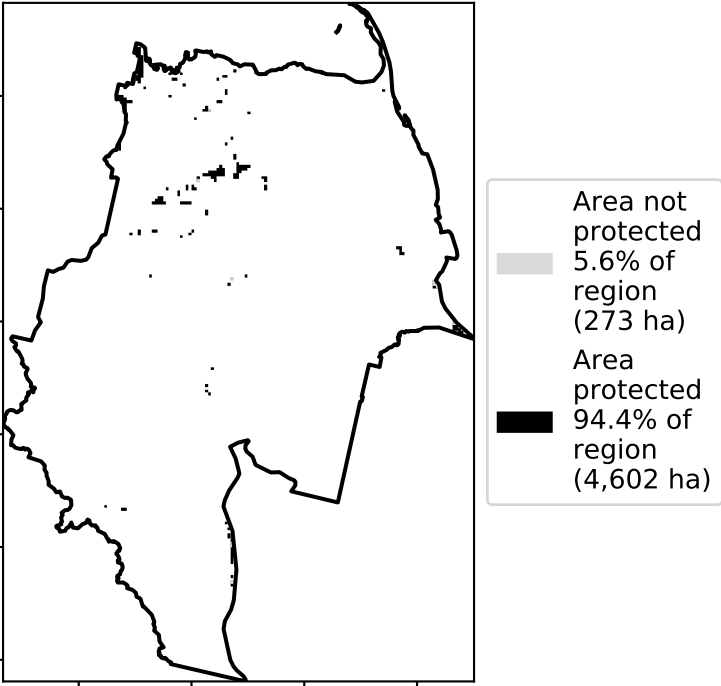 Area not
protected
5.6% of
region
(273 ha)
Area
protected
94.4% of
region
(4,602 ha)